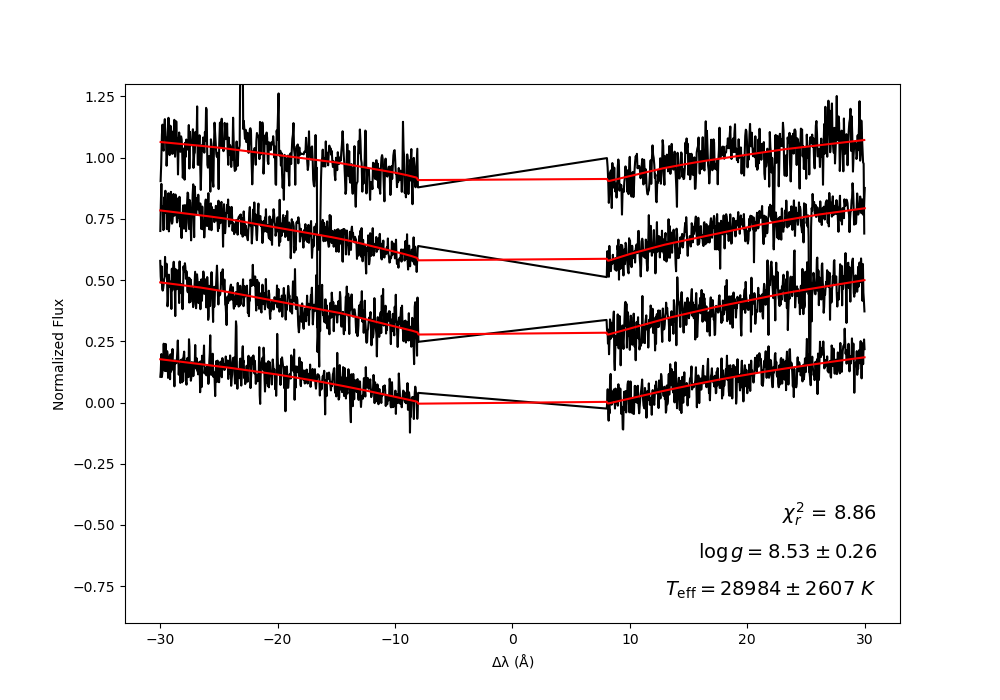 1.25
1.00
0.75
0.50
0.25
0.00
−0.25
−0.50
−0.75
Normalized Flux
χ²ᵣ = 8.86
log g = 8.53 ± 0.26
T_eff = 28984 ± 2607 K
−30 −20 −10 0 10 20 30
Δλ (Å)